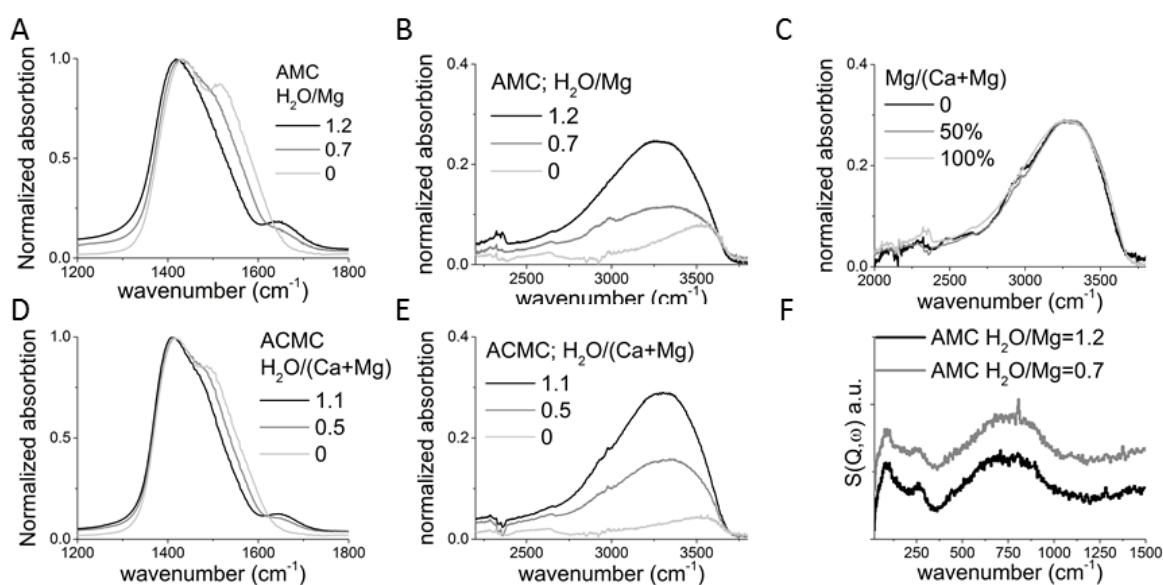 A
1.0
0.5
0.0
Normalized absorption
AMC
H₂O/Mg
1.2
0.7
0
1200 1400 1600 1800
wavenumber (cm⁻¹)
B
0.4
0.2
0.0
normalized absorption
AMC; H₂O/Mg
1.2
0.7
0
2500 3000 3500
wavenumber (cm⁻¹)
C
0.4
0.2
0.0
normalized absorption
Mg/(Ca+Mg)
0
50%
100%
2000 2500 3000 3500
wavenumber (cm⁻¹)
D
1.0
0.5
0.0
Normalized absorbtion
ACMC
H₂O/(Ca+Mg)
1.1
0.5
0
1200 1400 1600 1800
wavenumber (cm⁻¹)
E
0.4
0.2
0.0
normalized absorption
ACMC; H₂O/(Ca+Mg)
1.1
0.5
0
2500 3000 3500
wavenumber (cm⁻¹)
F
S(Q,ω) a.u.
AMC H₂O/Mg=1.2
AMC H₂O/Mg=0.7
250 500 750 1000 1250 1500
wavenumber (cm⁻¹)